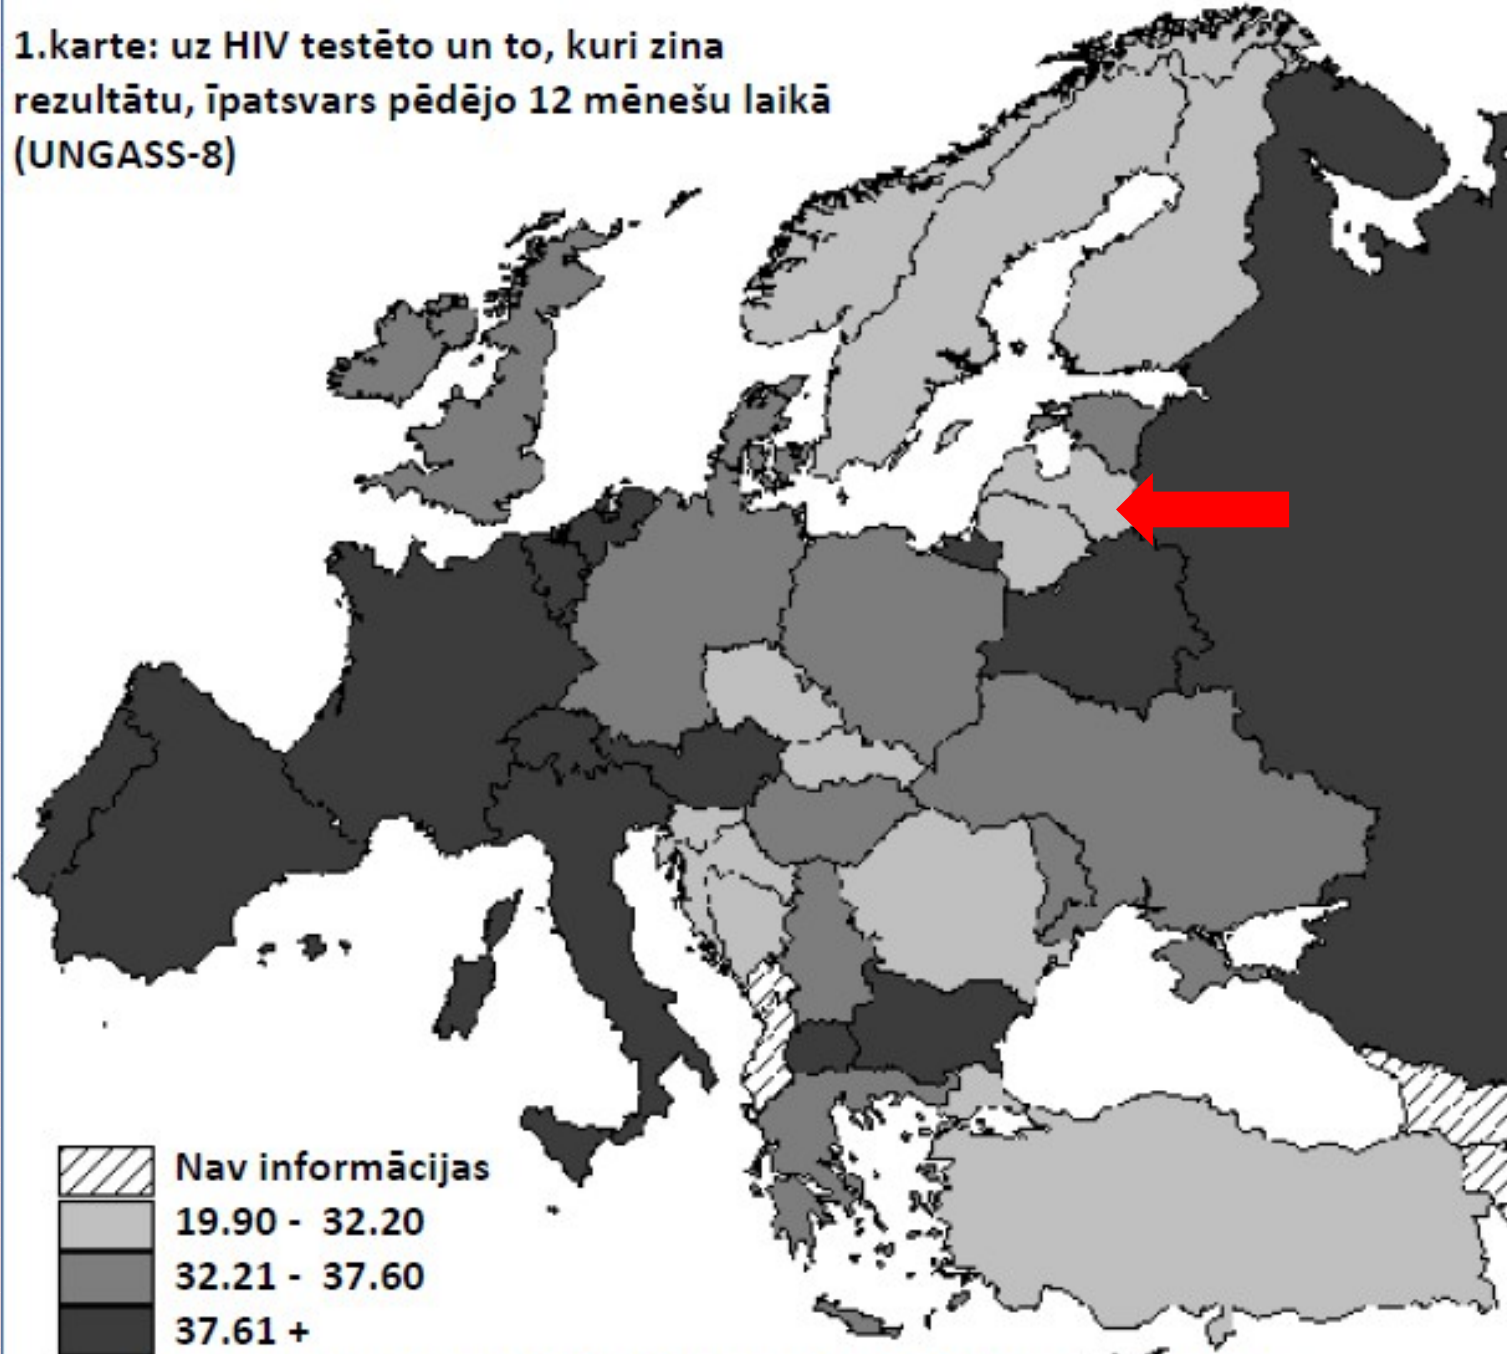 1.karte: uz HIV testēto un to, kuri zina
rezultātu, īpatsvars pēdējo 12 mēnešu laikā
(UNGASS-8)
Nav informācijas
19.90 - 32.20
32.21 - 37.60
37.61 +